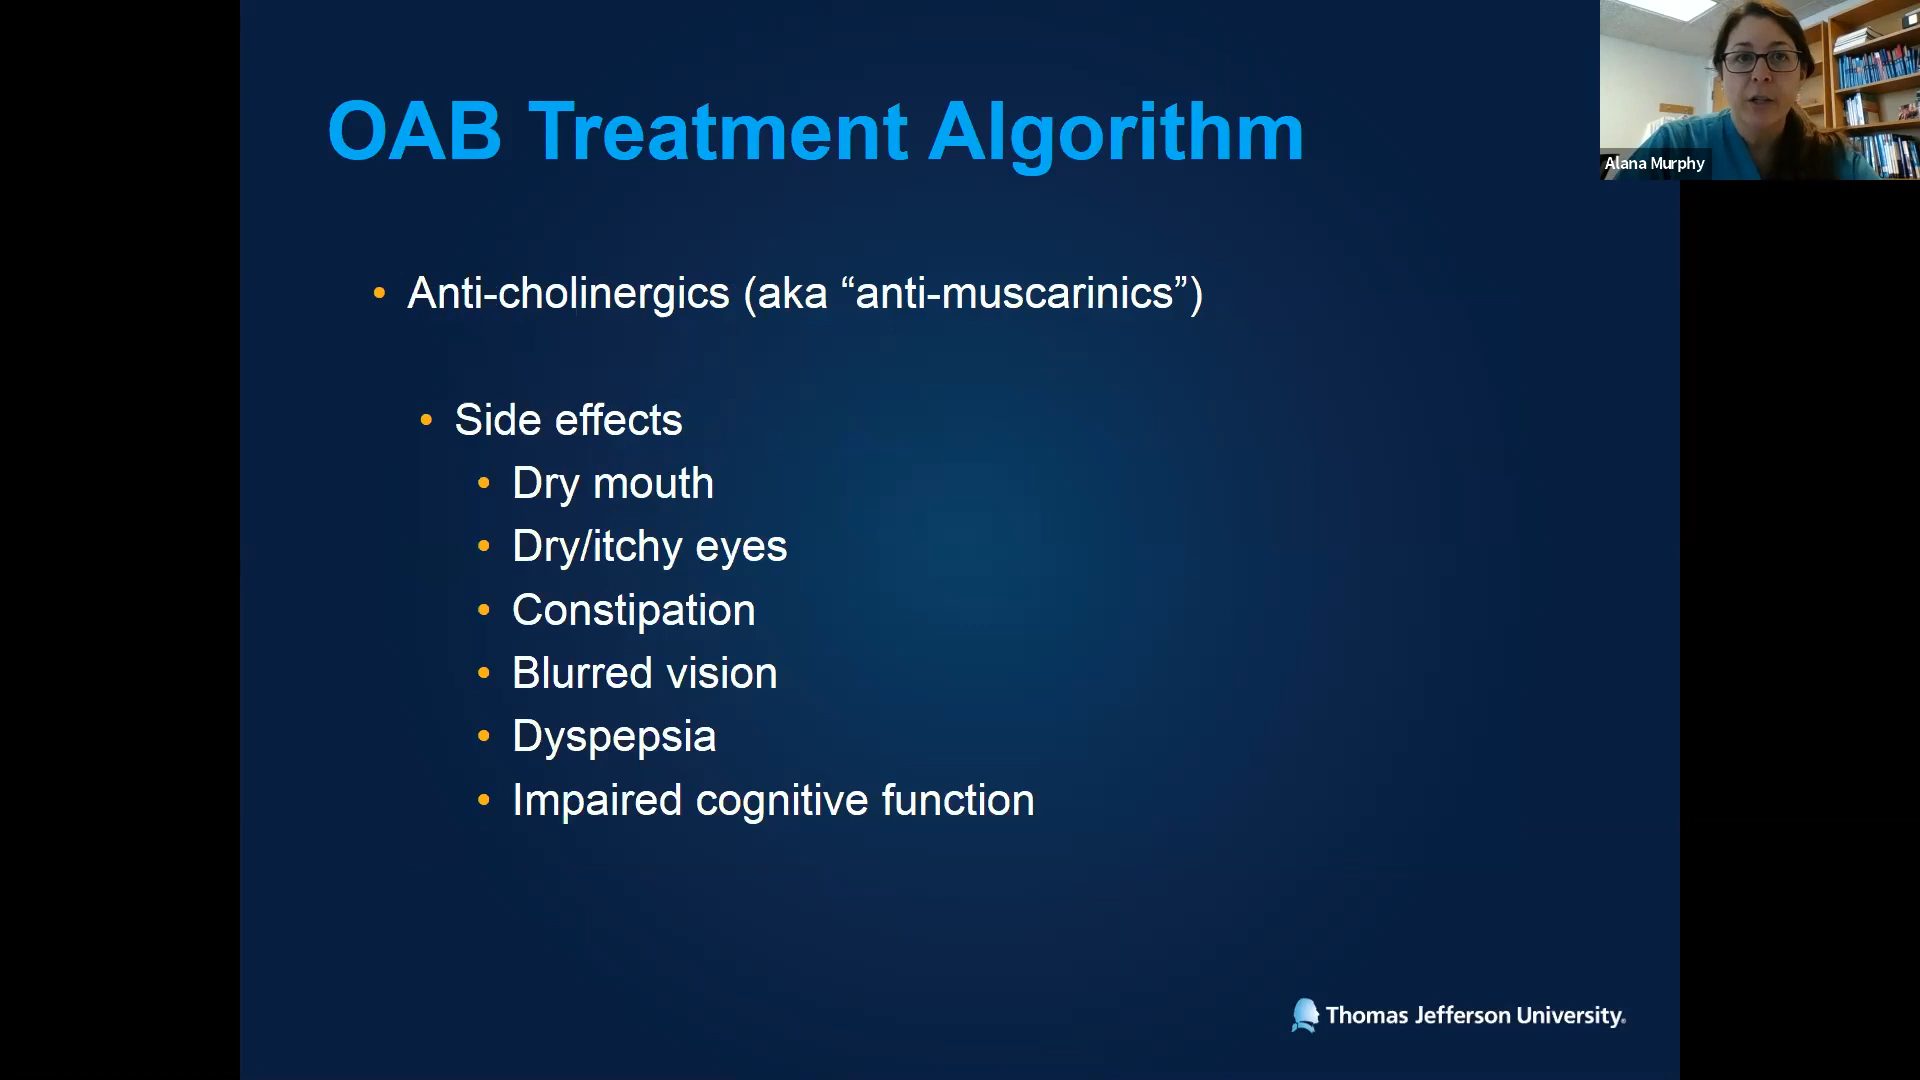 OAB Treatment Algorithm
Alana Murphy
• Anti-cholinergics (aka “anti-muscarinics”)
• Side effects
• Dry mouth
• Dry/itchy eyes
• Constipation
• Blurred vision
• Dyspepsia
• Impaired cognitive function
Thomas Jefferson University®